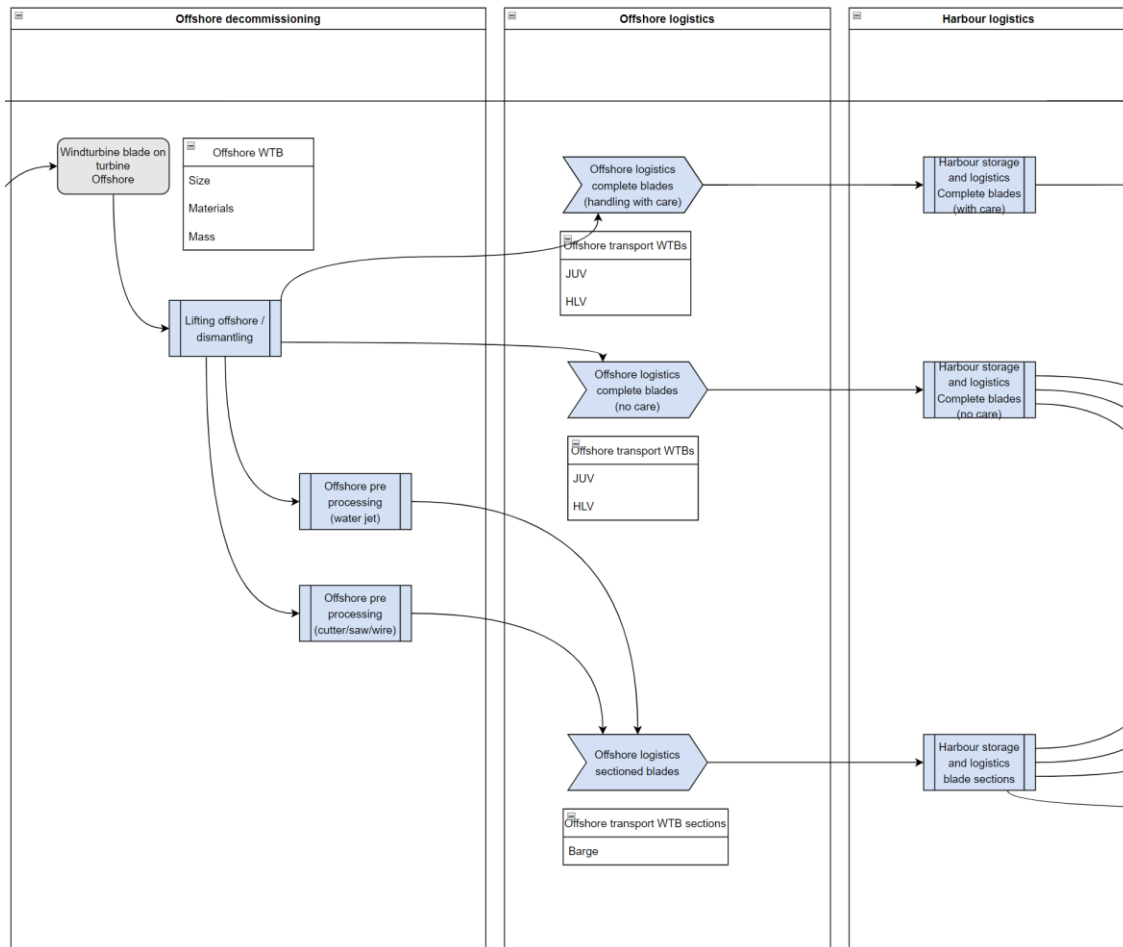 Offshore decommissioning
Offshore logistics
Harbour logistics
Windturbine blade on
turbine
Offshore
Offshore WTB
Size
Materials
Mass
Lifting offshore /
dismantling
Offshore pre
processing
(water jet)
Offshore pre
processing
(cutter/saw/wire)
Offshore logistics
complete blades
(handling with care)
Offshore transport WTBs
JUV
HLV
Offshore logistics
complete blades
(no care)
Offshore transport WTBs
JUV
HLV
Offshore logistics
sectioned blades
Offshore transport WTB sections
Barge
Harbour storage
and logistics
Complete blades
(with care)
Harbour storage
and logistics
Complete blades
(no care)
Harbour storage
and logistics
blade sections